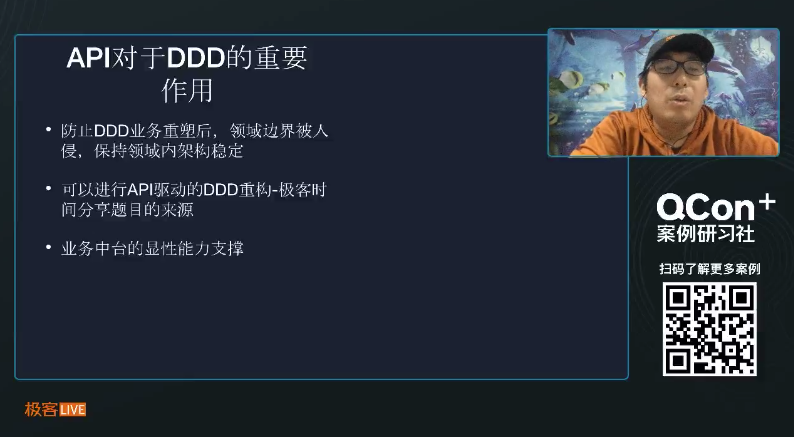 API对于DDD的重要
作用
• 防止DDD业务重塑后，领域边界被人
侵，保持领域内架构稳定
• 可以进行API驱动的DDD重构-极客时
间分享题目的来源
• 业务中台的显性能力支撑
QCon+
案例研习社
扫码了解更多案例
极客LIVE